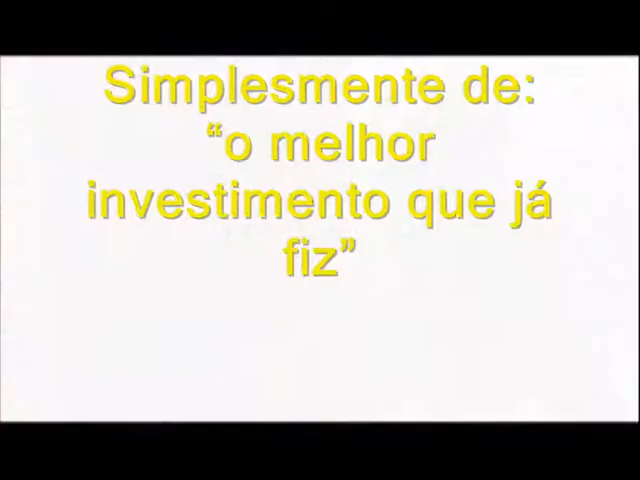 Simplesmente de:
“o melhor
investimento que já
fiz”